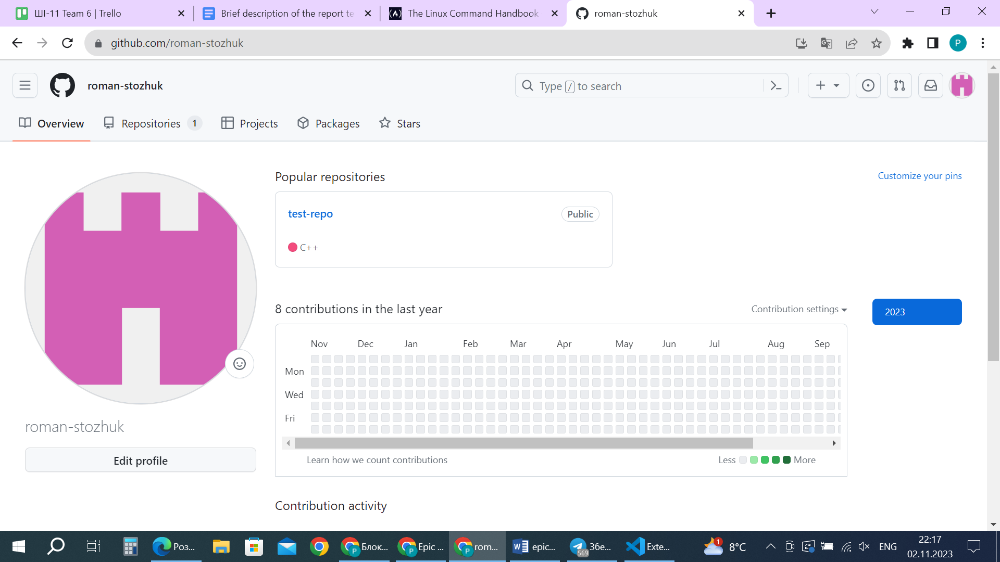 ШІ-11 Team 6 | Trello
Brief description of the report te
The Linux Command Handbook
roman-stozhuk
github.com/roman-stozhuk
P
roman-stozhuk
Type / to search
Overview
Repositories 1
Projects
Packages
Stars
Popular repositories
Customize your pins
test-repo
Public
C++
8 contributions in the last year
Contribution settings
2023
Nov Dec Jan Feb Mar Apr May Jun Jul Aug Sep
Mon
Wed
Fri
Learn how we count contributions
Less
More
roman-stozhuk
Edit profile
Contribution activity
Роз...
P
Блок...
P
Epic ...
P
rom...
epic...
569
Збе...
Exte...
1
8°C
ENG
22:17
02.11.2023